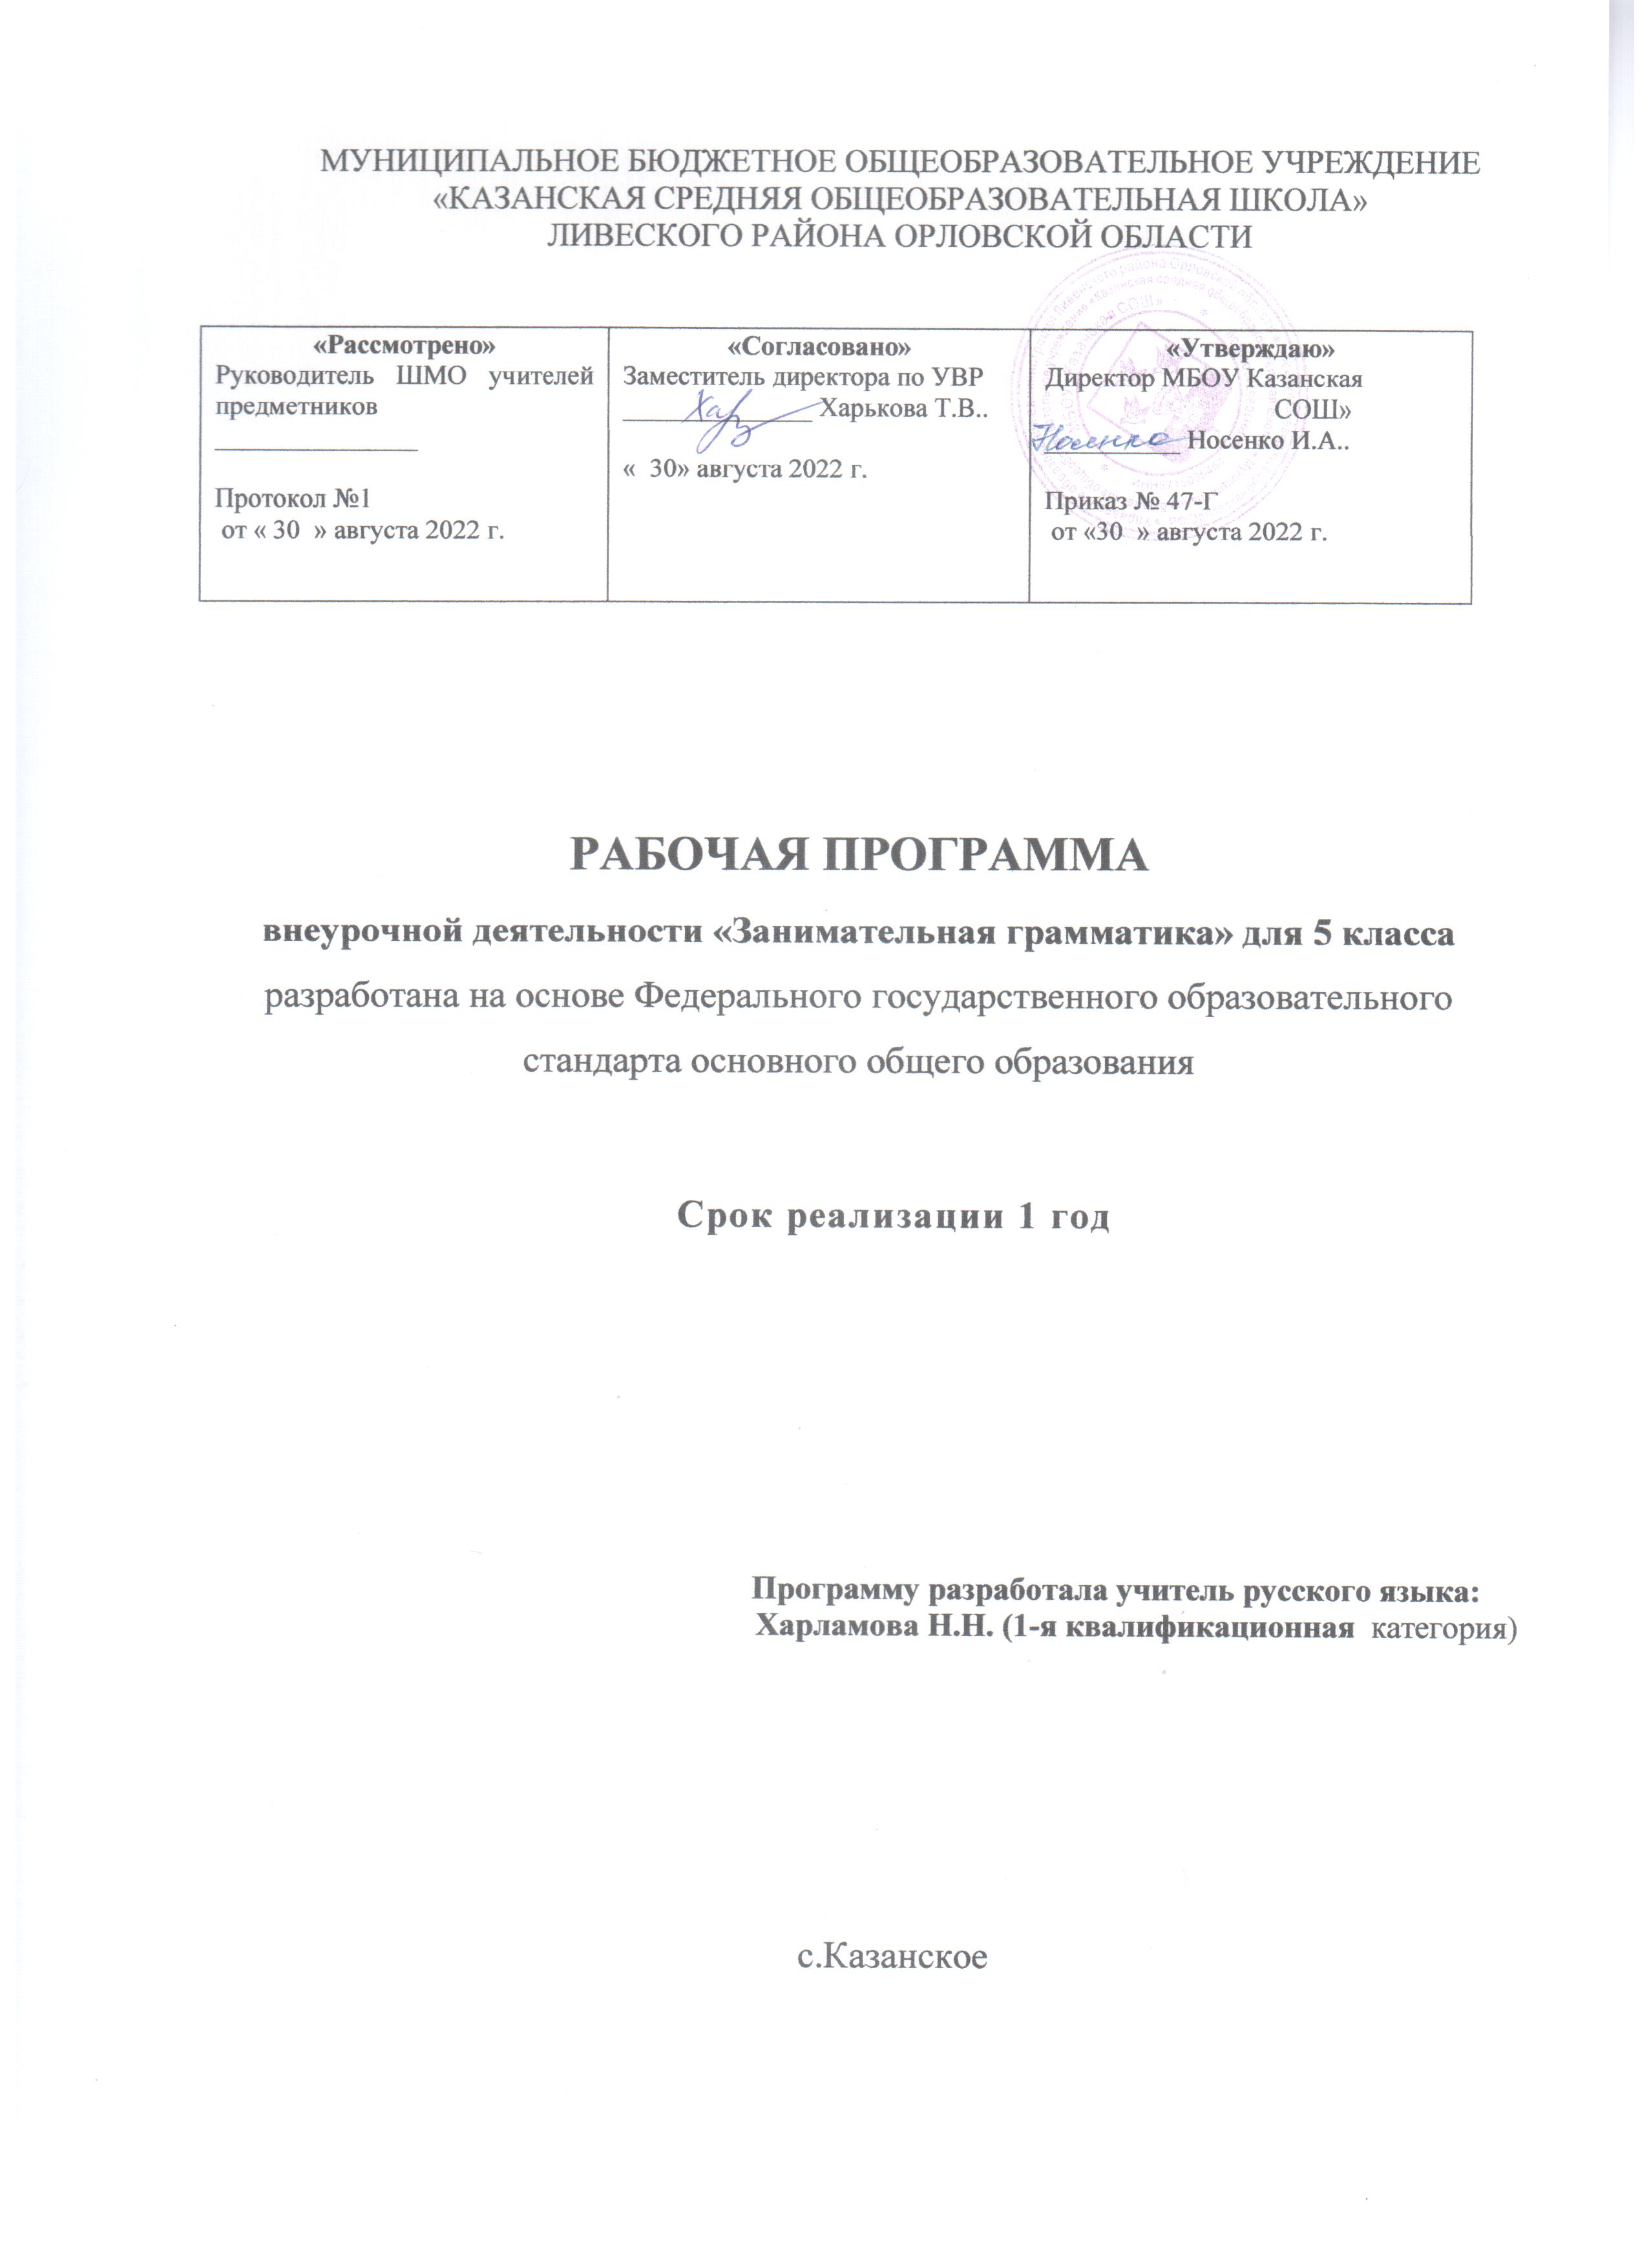 МУНИЦИПАЛЬНОЕ БЮДЖЕТНОЕ ОБЩЕОБРАЗОВАТЕЛЬНОЕ УЧРЕЖДЕНИЕ
«КАЗАНСКАЯ СРЕДНЯЯ ОБЩЕОБРАЗОВАТЕЛЬНАЯ ШКОЛА»
ЛИВЕСКОГО РАЙОНА ОРЛОВСКОЙ ОБЛАСТИ
«Рассмотрено»
Руководитель ШМО учителей
предметников
_______________
Протокол №1
от « 30 » августа 2022 г.
«Согласовано»
Заместитель директора по УВР
______________ Харькова Т.В..
« 30» августа 2022 г.
«Утверждаю»
Директор МБОУ Казанская
СОШ»
__________ Носенко И.А..
Приказ № 47-Г
от «30 » августа 2022 г.
РАБОЧАЯ ПРОГРАММА
внеурочной деятельности «Занимательная грамматика» для 5 класса
разработана на основе Федерального государственного образовательного
стандарта основного общего образования
Срок реализации 1 год
Программу разработала учитель русского языка:
Харламова Н.Н. (1-я квалификационная категория)
с.Казанское